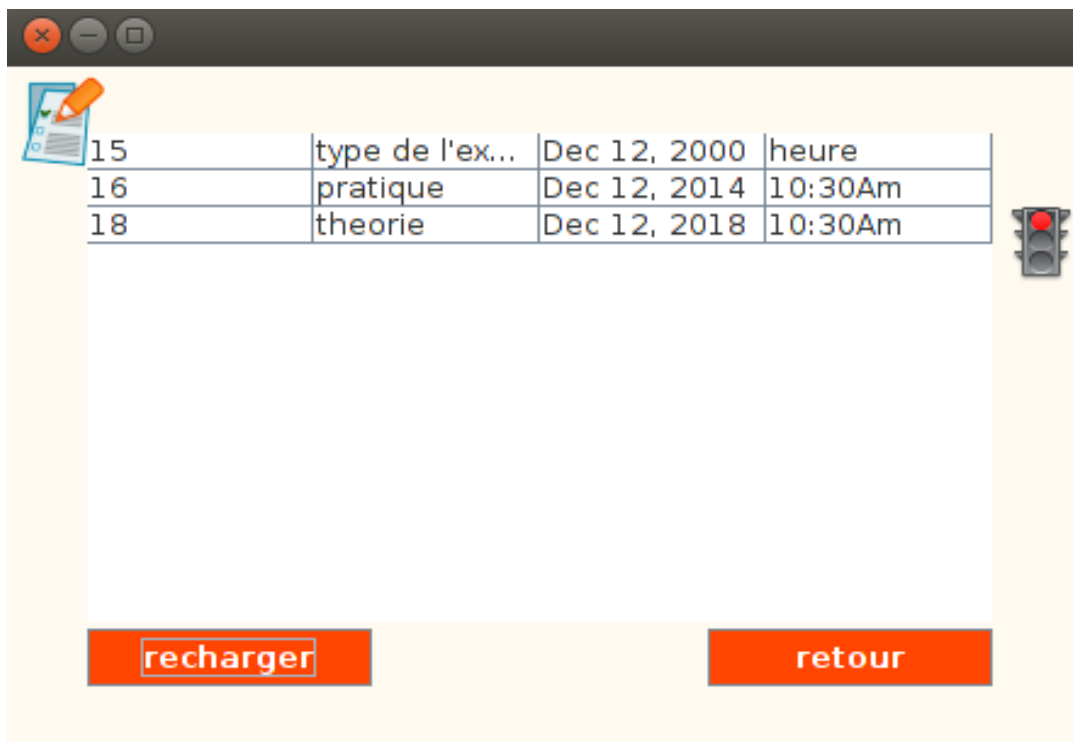 15 type de l'ex... Dec 12, 2000 heure
16 pratique Dec 12, 2014 10:30Am
18 theorie Dec 12, 2018 10:30Am
recharger retour